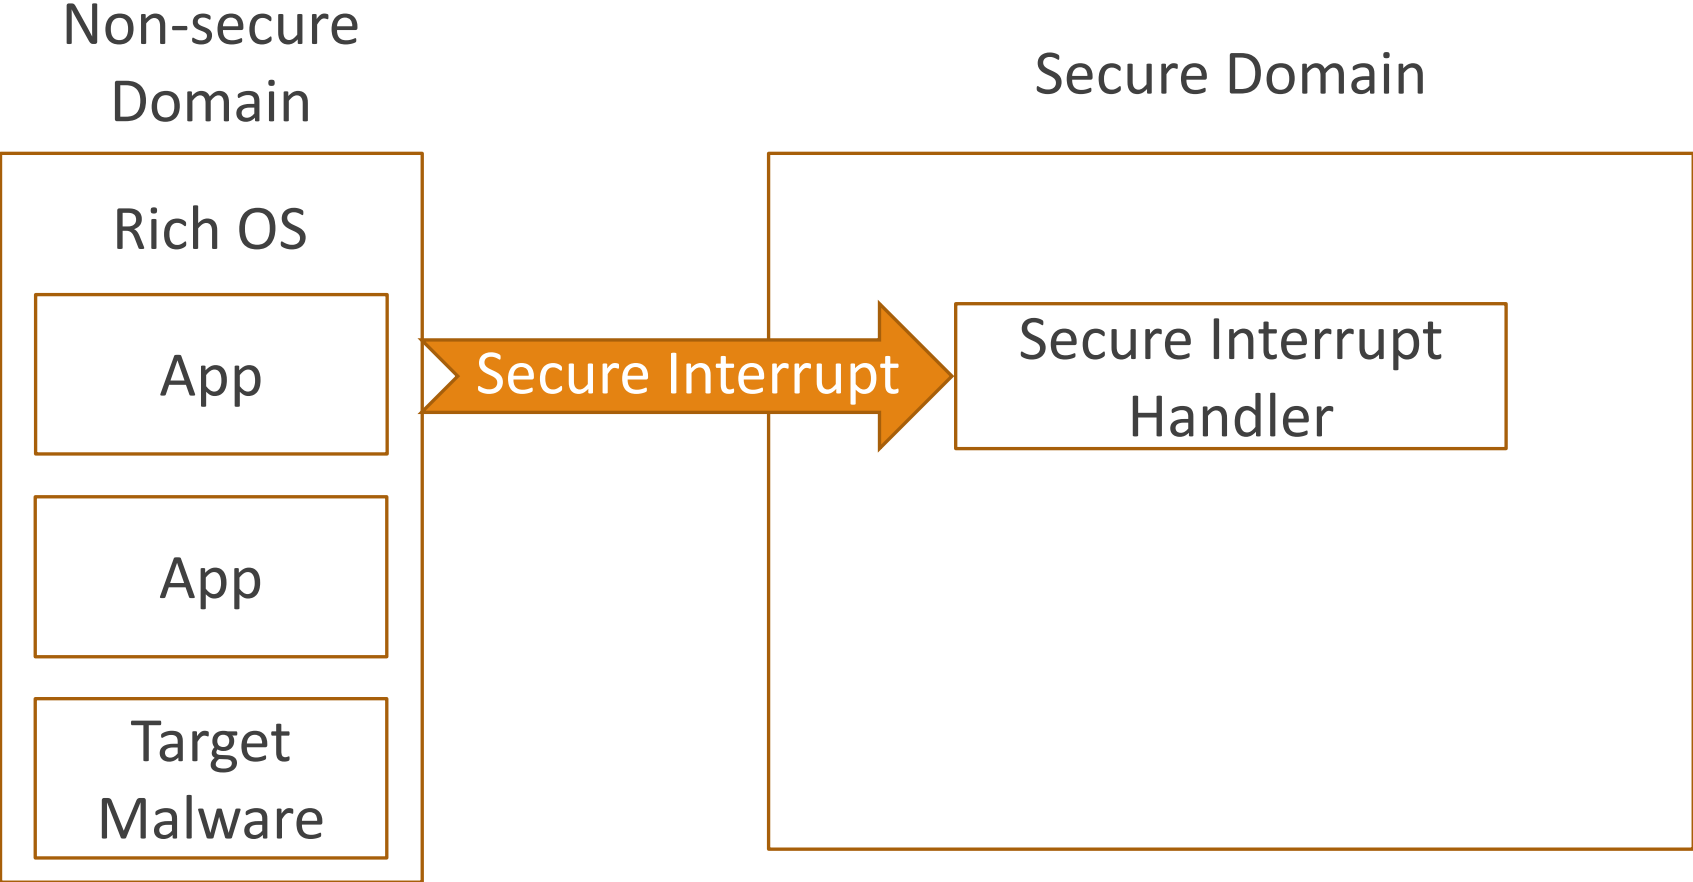 Non-secure
Domain
Secure Domain
Rich OS
App
Secure Interrupt
Secure Interrupt
Handler
App
Target
Malware